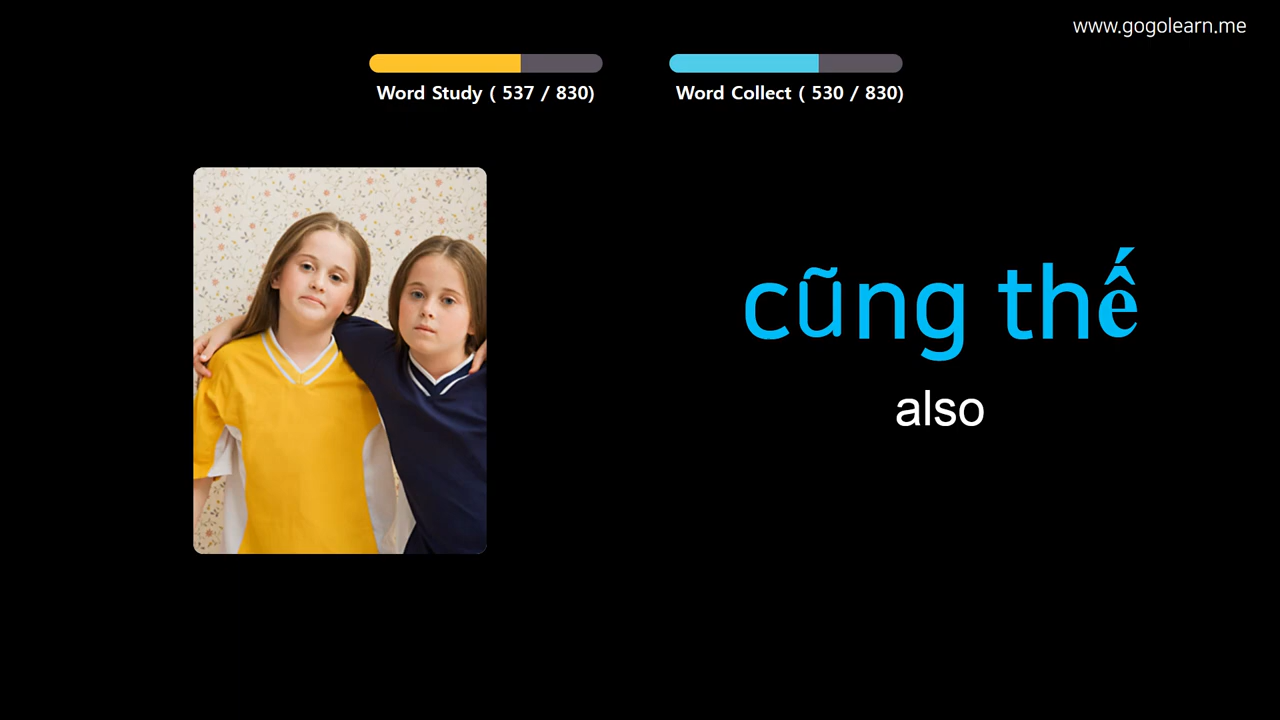 www.gogolearn.me
Word Study ( 537 / 830)
Word Collect ( 530 / 830)
cũng thế
also